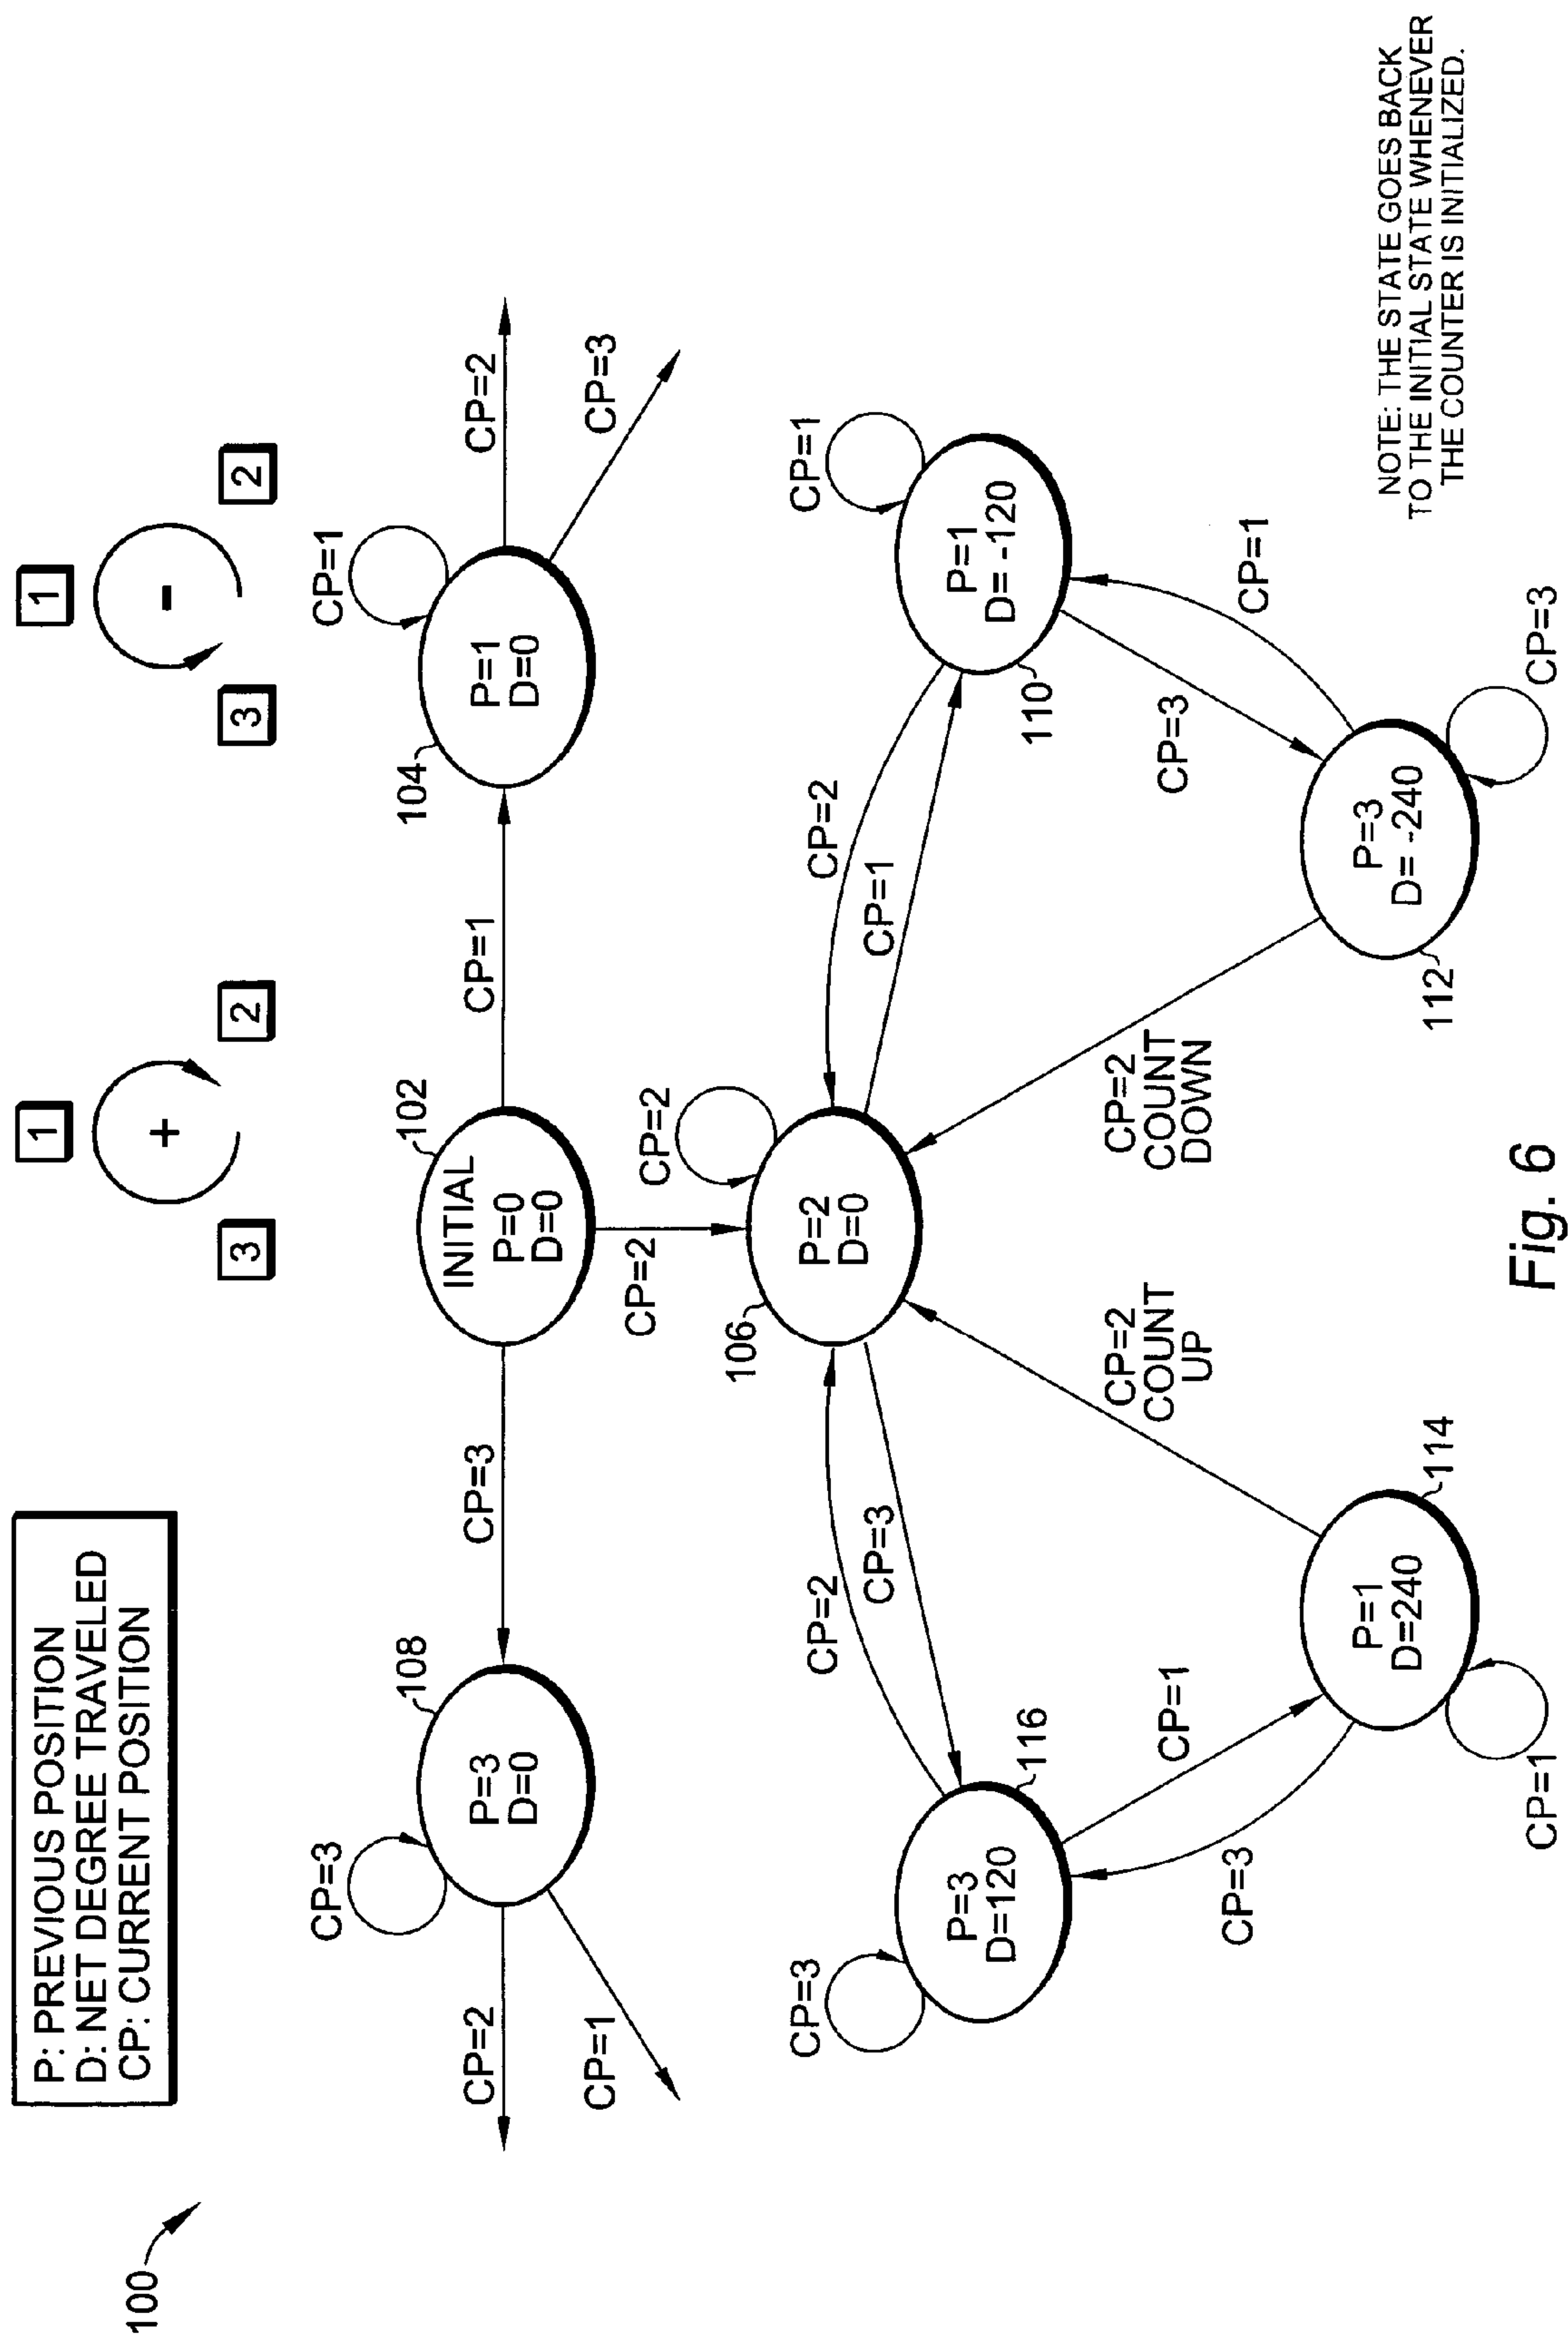 100
P: PREVIOUS POSITION
D: NET DEGREE TRAVELED
CP: CURRENT POSITION
1
+
3
2
1
-
3
2
CP=3
108
P=3
D=0
CP=2
CP=1
CP=3
INITIAL
P=0
D=0
102
CP=1
104
P=1
D=0
CP=1
CP=2
CP=3
CP=2
106
P=2
D=0
CP=2
CP=2
CP=3
CP=2
CP=1
CP=3
P=3
D=120
116
CP=1
P=1
D= -120
110
CP=3
CP=1
CP=2
COUNT
UP
CP=2
COUNT
DOWN
CP=3
CP=1
P=1
D=240
114
CP=1
112
P=3
D= -240
CP=3
NOTE: THE STATE GOES BACK
TO THE INITIAL STATE WHENEVER
THE COUNTER IS INITIALIZED.
Fig. 6